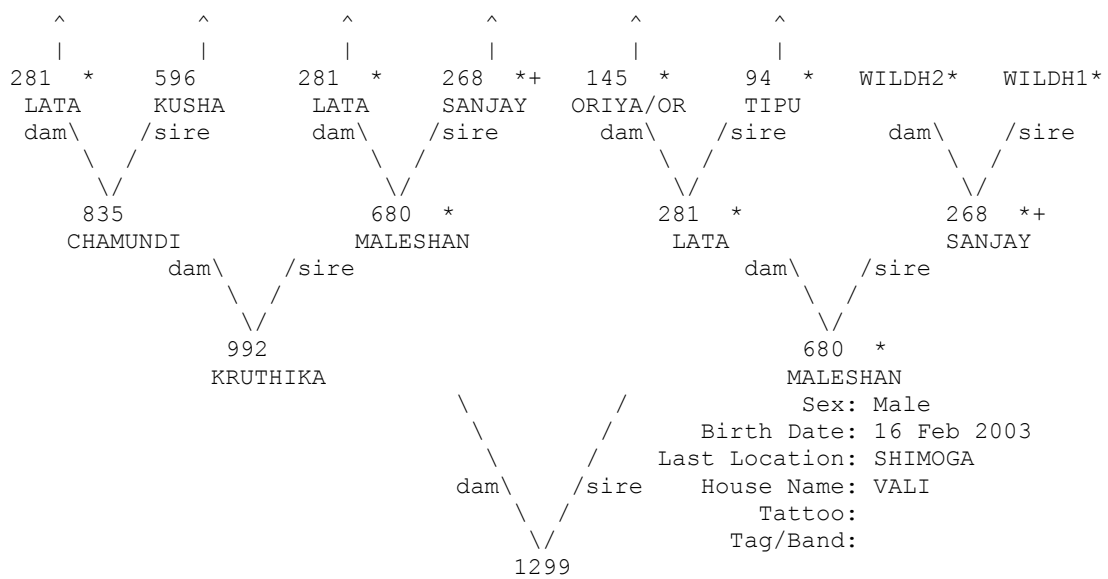 ^ ^ ^ ^ ^ ^
| | | | | |
281 * 596 281 * 268 *+ 145 * 94 * WILDH2* WILDH1*
LATA KUSHA LATA SANJAY ORIYA/OR TIPU
dam\ /sire dam\ /sire dam\ /sire dam\ /sire
\ / \ / \ / \ /
\/ \/ \/ \/
835 680 * 281 * 268 *+
CHAMUNDI MALESHAN LATA SANJAY
dam\ /sire dam\ /sire
\ / \ /
\/ \/
992 680 *
KRUTHIKA MALESHAN
\ / Sex: Male
\ / Birth Date: 16 Feb 2003
\ / Last Location: SHIMOGA
dam\ /sire House Name: VALI
\ / Tattoo:
\/ Tag/Band:
1299